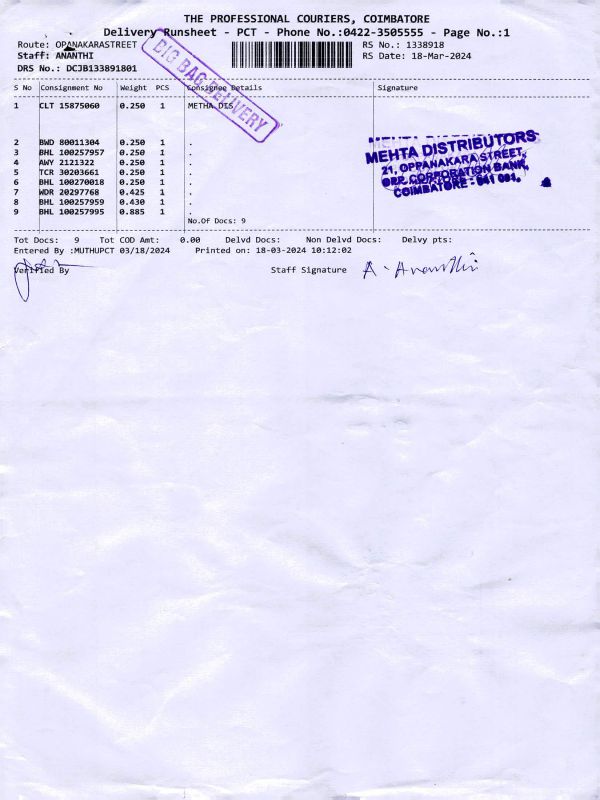 THE PROFESSIONAL COURIERS, COIMBATORE
Delivery Runsheet - PCT - Phone No.:0422-3505555 - Page No.:1
Route: OPANAKARASTREET
RS No.: 1338918
Staff: ANANTHI
RS Date: 18-Mar-2024
DRS No.: DCJB133891801
BIG BAG DELIVERY
S No Consignment No Weight PCS Consignee Details Signature
1 CLT 15875060 0.250 1 METHA DIS
2 BWD 80011304 0.250 1 .
3 BHL 100257957 0.250 1 .
4 AWY 2121322 0.250 1 .
5 TCR 30203661 0.250 1 .
6 BHL 100270018 0.250 1 .
7 WDR 20297768 0.425 1 .
8 BHL 100257959 0.430 1 .
9 BHL 100257995 0.885 1 .
No.Of Docs: 9
MEHTA DISTRIBUTORS
21, OPPANAKARA STREET,
OPP. CORPORATION BANK,
COIMBATORE - 641 001.
Tot Docs: 9 Tot COD Amt: 0.00 Delvd Docs: Non Delvd Docs: Delvy pts:
Entered By :MUTHUPCT 03/18/2024 Printed on: 18-03-2024 10:12:02
Verified By
Staff Signature A. Ananthi